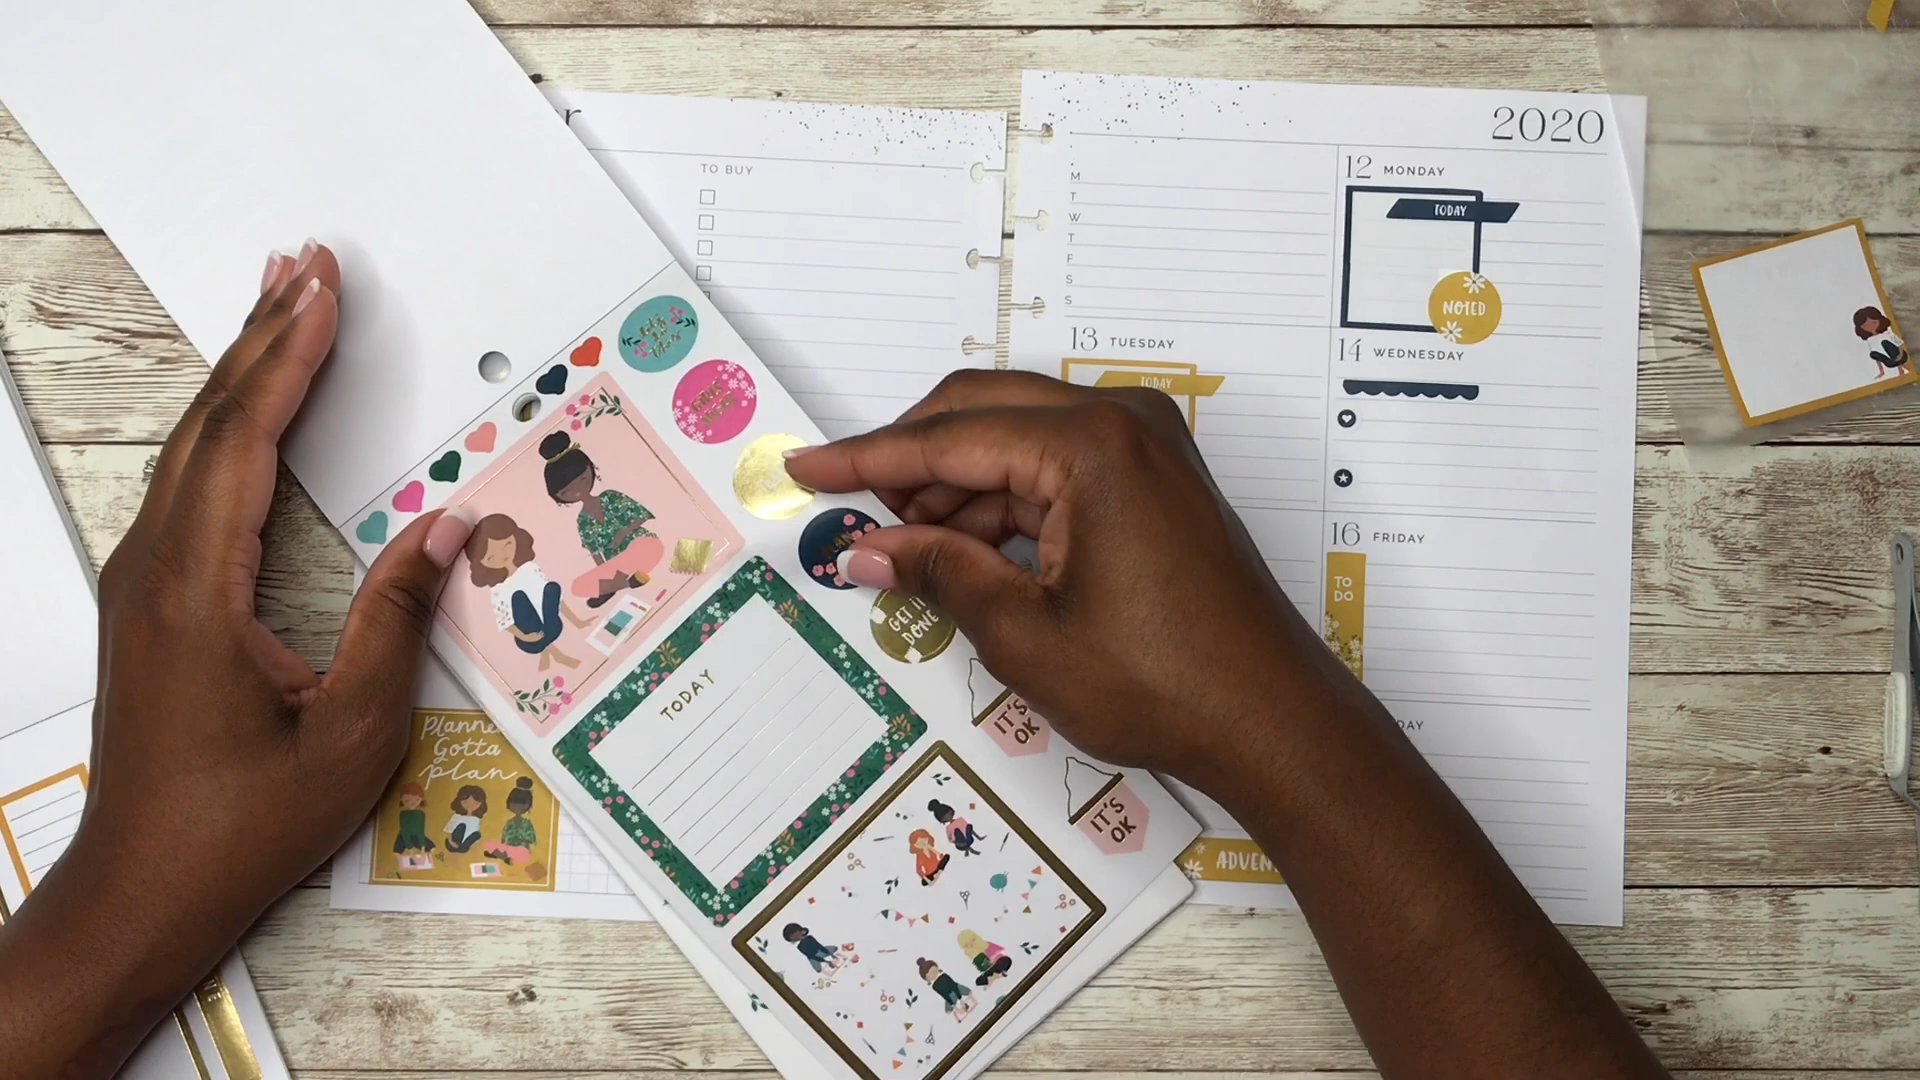 r
TO BUY
2020
M
T
W
T
F
S
S
12 MONDAY
TODAY
NOTED
13 TUESDAY
TODAY
14 WEDNESDAY
16 FRIDAY
TO
DO
DAY
ADVEN
GET IT
DONE
IT'S
OK
IT'S
OK
TODAY
Planne
Gotta
plan